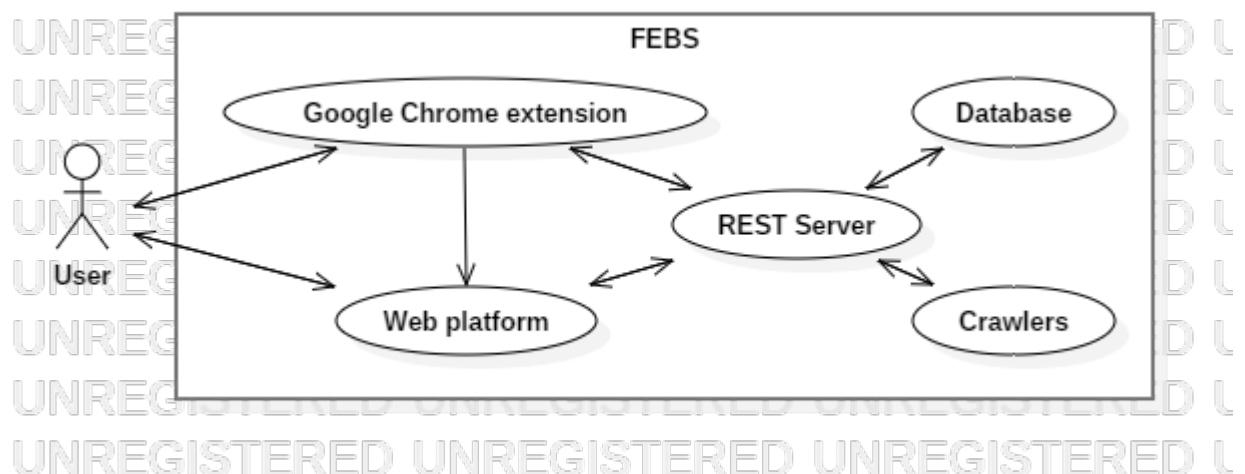 FEBS
Google Chrome extension
Database
REST Server
User
Web platform
Crawlers
UNREGISTERED UNREGISTERED UNREGISTERED U